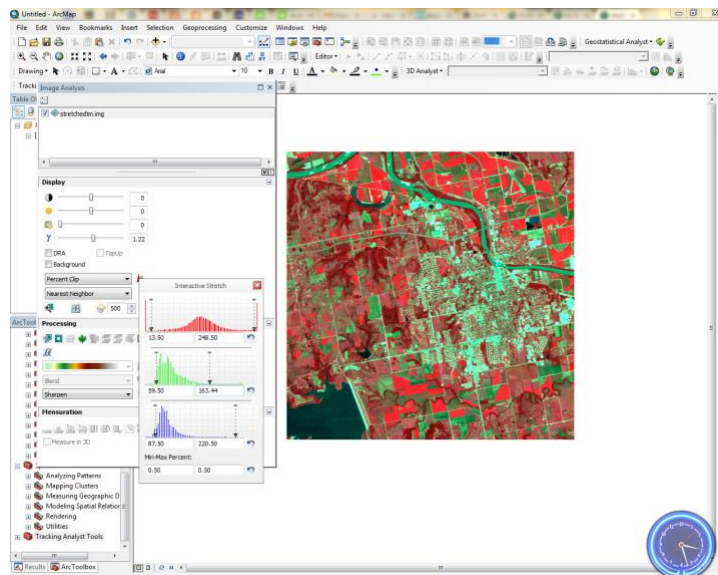 Untitled - ArcMap
File Edit View Bookmarks Insert Selection Geoprocessing Customize Windows Help
Geostatistical Analyst
Editor
Drawing Arial 10 B I U A 3D Analyst
Tracki
Image Analysis
Table O
stretchedtm.img
Display
0
0
0
γ 1.22
DRA TopUp
Background
Percent Clip
Nearest Neighbor
500
Interactive Stretch
13.50 248.50
59.50 163.44
87.50 220.50
Min-Max Percent:
0.50 0.50
ArcTool
Processing
Blend
Sharpen
Mensuration
Measure in 3D
Analyzing Patterns
Mapping Clusters
Measuring Geographic D
Modeling Spatial Relation
Rendering
Utilities
Tracking Analyst Tools
Results ArcToolbox